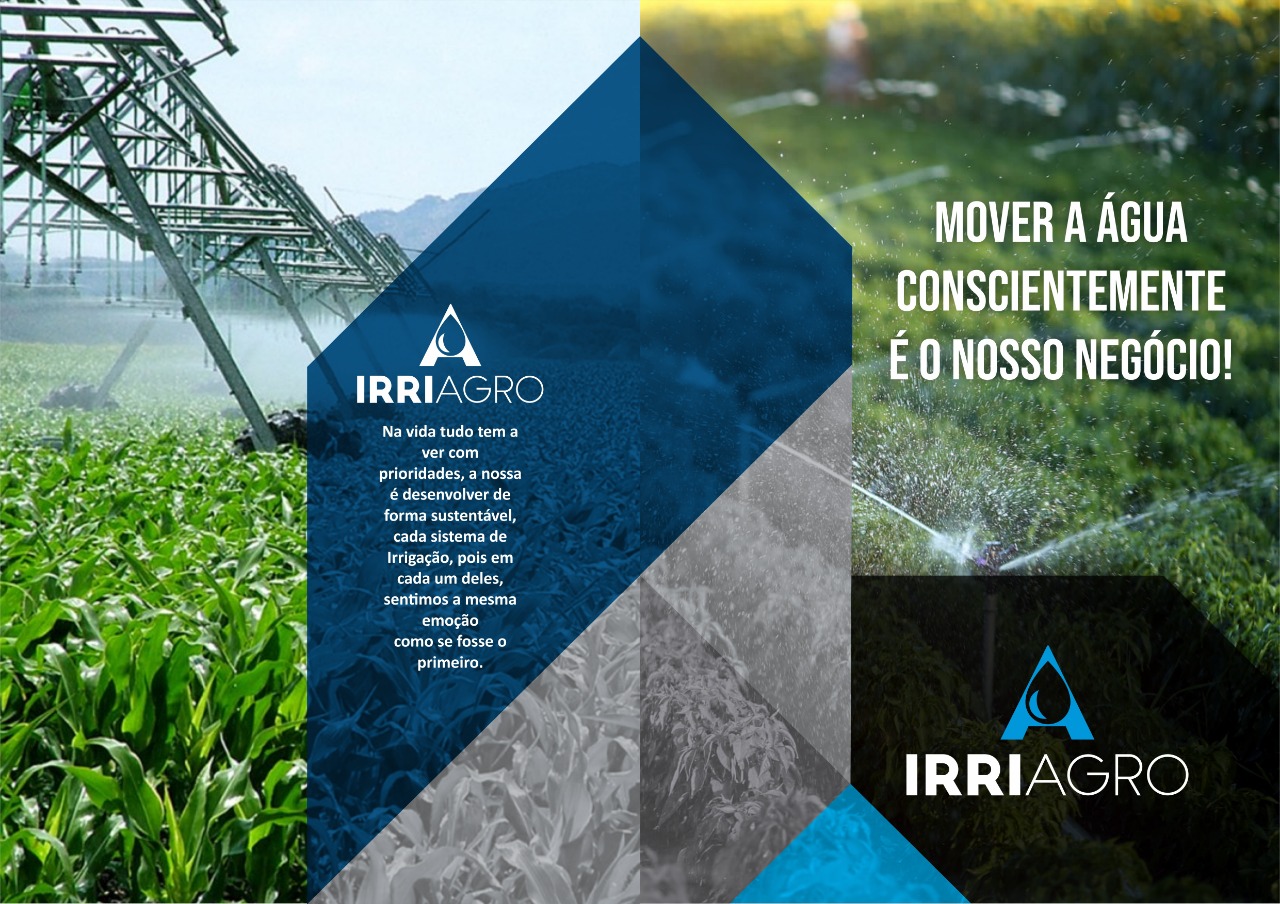 IRRIAGRO
Na vida tudo tem a
ver com
prioridades, a nossa
é desenvolver de
forma sustentável,
cada sistema de
Irrigação, pois em
cada um deles,
sentimos a mesma
emoção
como se fosse o
primeiro.
MOVER A ÁGUA
CONSCIENTEMENTE
É O NOSSO NEGÓCIO!
IRRIAGRO